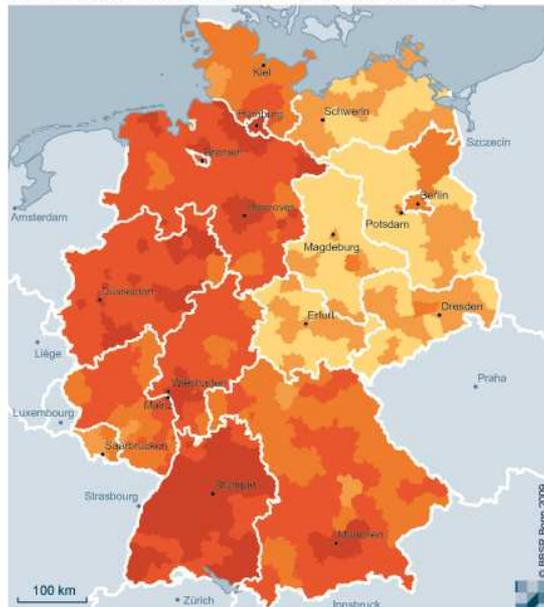 Kiel
Hamburg
Schwerin
Szczecin
Bremen
Amsterdam
Hannover
Berlin
Potsdam
Magdeburg
Düsseldorf
Erfurt
Dresden
Liège
Wiesbaden
Praha
Mainz
Luxembourg
Saarbrücken
Strasbourg
Stuttgart
München
100 km
Zürich
Innsbruck
© BBSR Bonn 2009